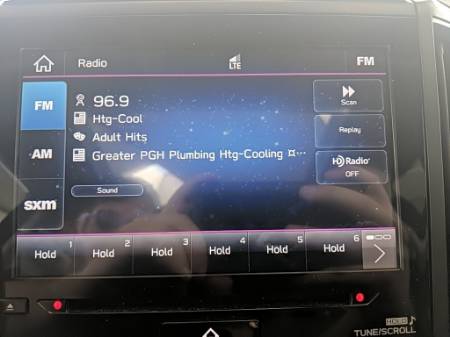 Radio LTE FM
FM
96.9
Scan
Htg-Cool
Adult Hits
AM
Greater PGH Plumbing Htg-Cooling ¤...
Replay
HD Radio
OFF
sxm
Sound
Hold 1 Hold 2 Hold 3 Hold 4 Hold 5 Hold 6
TUNE/SCROLL